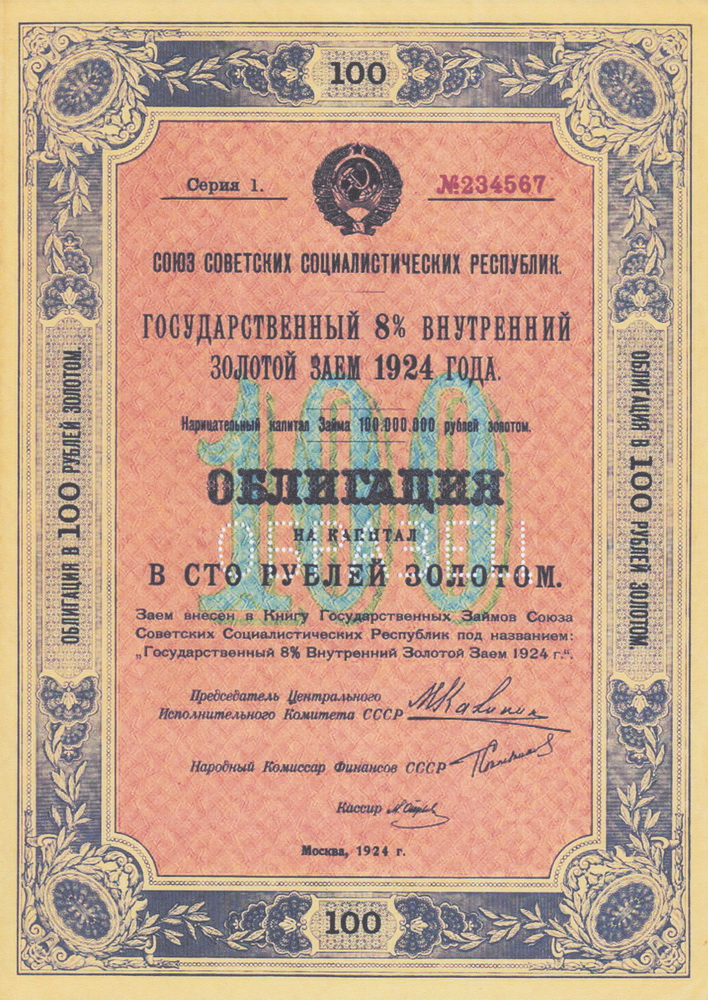 100
Серия 1.
№234567
СОЮЗ СОВЕТСКИХ СОЦИАЛИСТИЧЕСКИХ РЕСПУБЛИК.
ГОСУДАРСТВЕННЫЙ 8% ВНУТРЕННИЙ
ЗОЛОТОЙ ЗАЕМ 1924 ГОДА.
100
Нарицательный капитал Займа 100.000.000 рублей золотом.
ОБЛИГАЦИЯ
НА КАПИТАЛ
ОБРАЗЕЦ
В СТО РУБЛЕЙ ЗОЛОТОМ.
Заем внесен в Книгу Государственных Займов Союза
Советских Социалистических Республик под названием:
„Государственный 8% Внутренний Золотой Заем 1924 г.“.
Председатель Центрального
Исполнительного Комитета СССР МКалинин
Народный Комиссар Финансов СССР
Кассир
Москва, 1924 г.
ОБЛИГАЦИЯ В 100 РУБЛЕЙ ЗОЛОТОМ.
ОБЛИГАЦИЯ В 100 РУБЛЕЙ ЗОЛОТОМ.
100